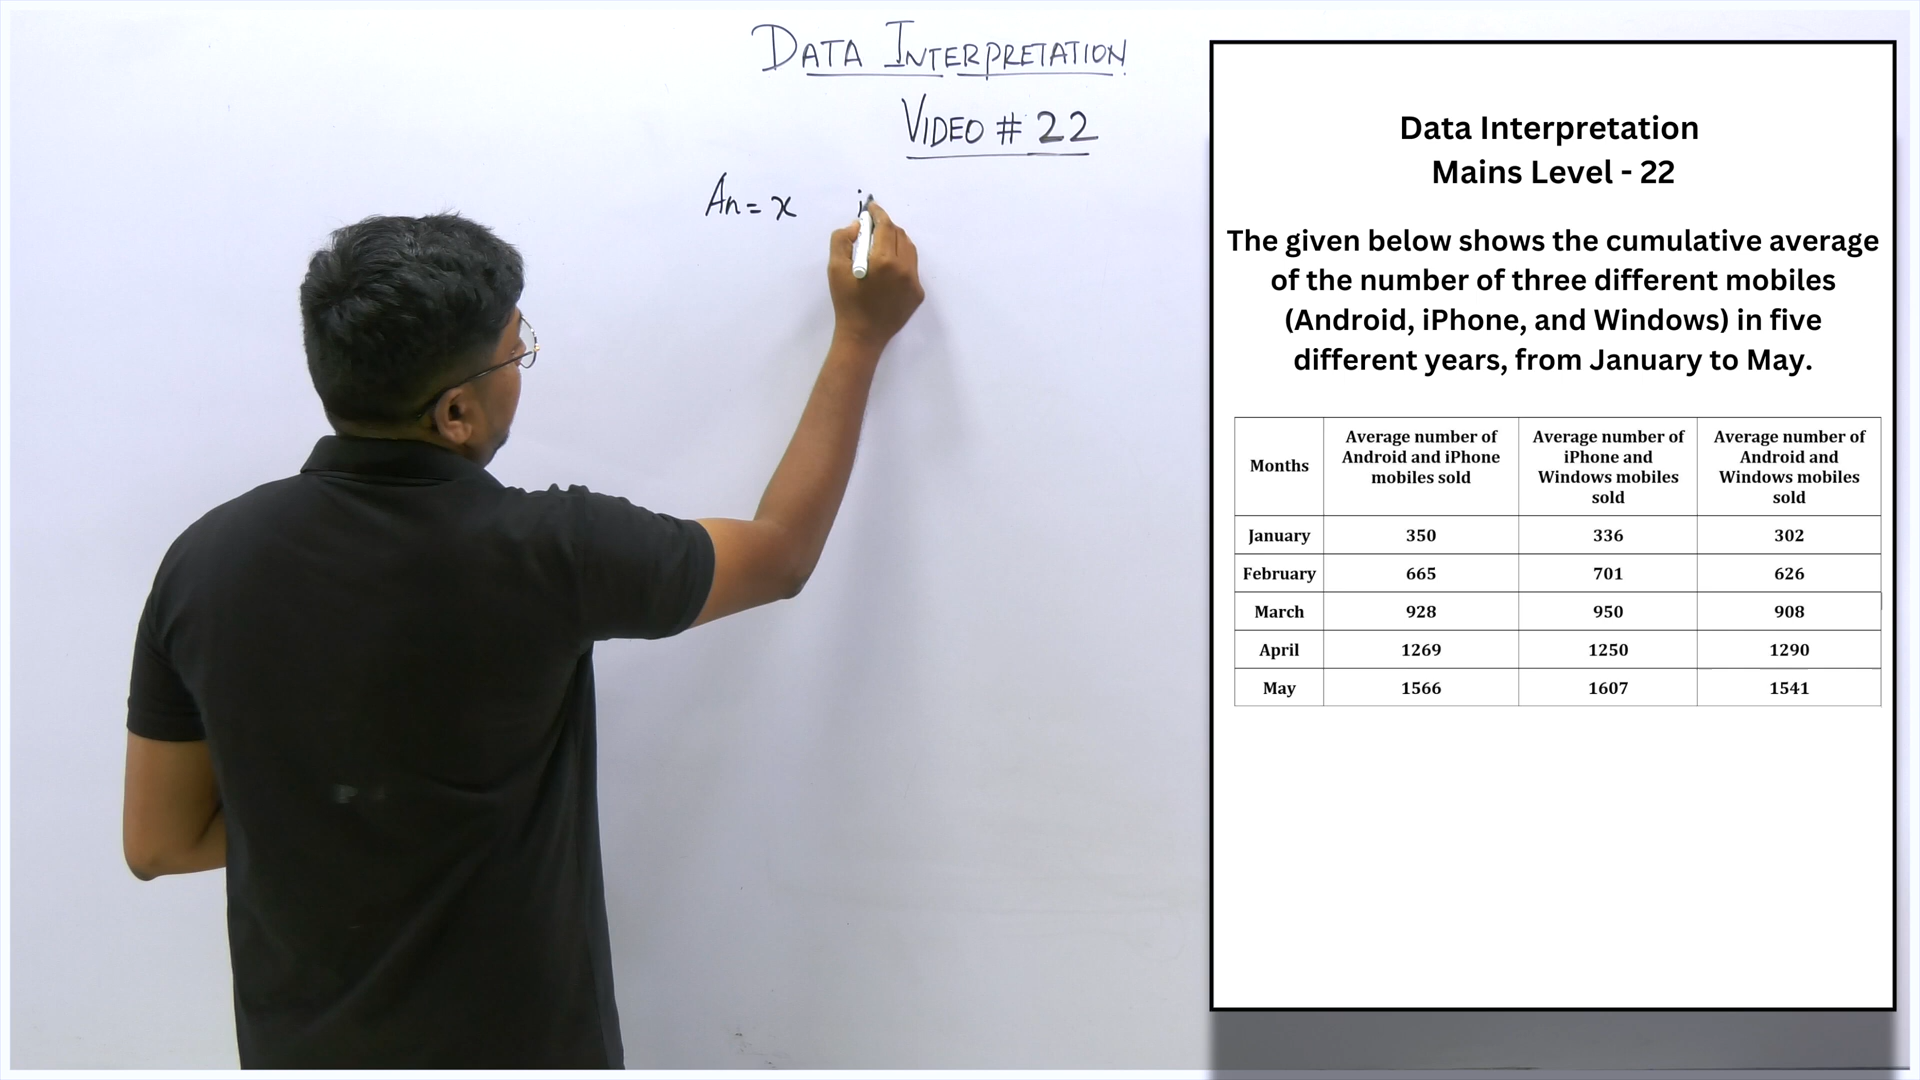 DATA INTERPRETATION
VIDEO # 22
An = x i
Data Interpretation
Mains Level - 22
The given below shows the cumulative average
of the number of three different mobiles
(Android, iPhone, and Windows) in five
different years, from January to May.
Months Average number of Android and iPhone mobiles sold Average number of iPhone and Windows mobiles sold Average number of Android and Windows mobiles sold
January 350 336 302
February 665 701 626
March 928 950 908
April 1269 1250 1290
May 1566 1607 1541